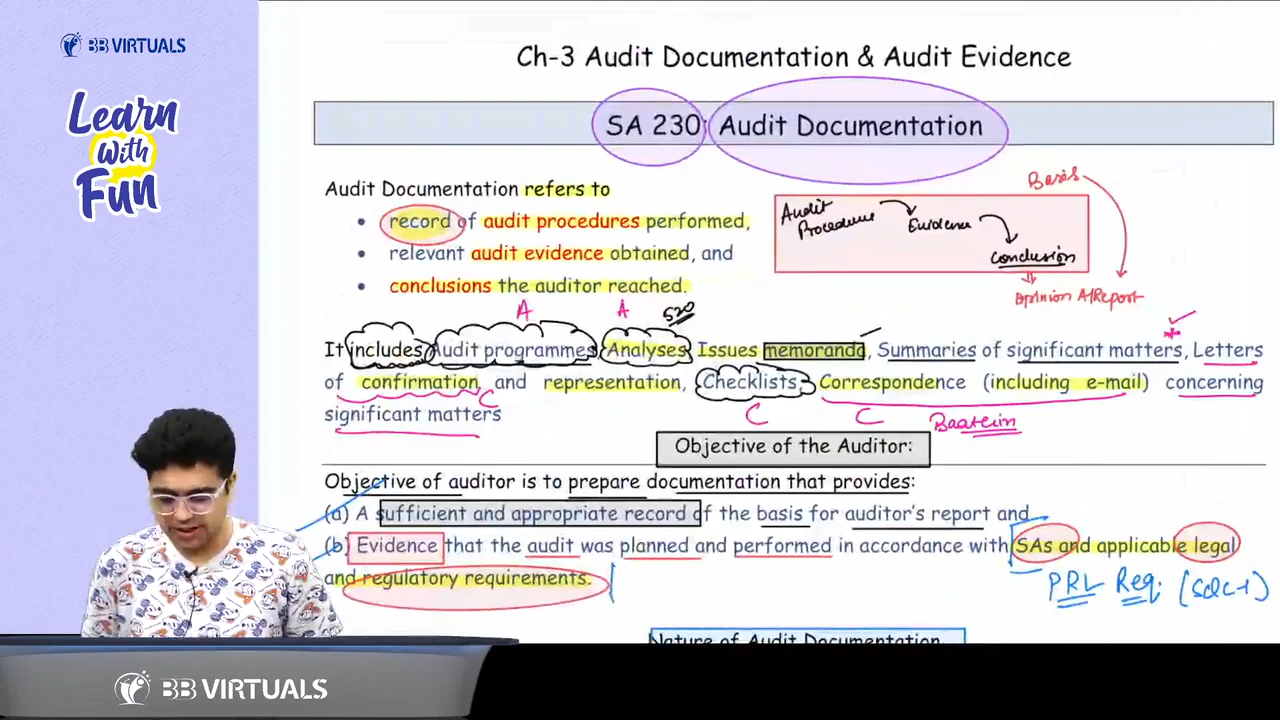 BB VIRTUALS
Learn
With
Fun
Ch-3 Audit Documentation & Audit Evidence
SA 230: Audit Documentation
Audit Documentation refers to
• record of audit procedures performed,
• relevant audit evidence obtained, and
• conclusions the auditor reached.
Basis
Audit Procedure
Evidence
Conclusion
Opinion A/Report
A A 520
It includes Audit programmes Analyses, Issues memoranda, Summaries of significant matters, Letters
of confirmation and representation, Checklists, Correspondence (including e-mail) concerning
C
significant matters
C C Baatein
Objective of the Auditor:
Objective of auditor is to prepare documentation that provides:
(a) A sufficient and appropriate record of the basis for auditor's report and
(b) Evidence that the audit was planned and performed in accordance with SAs and applicable legal
and regulatory requirements.
PRL Req.
Nature of Audit Documentation
BB VIRTUALS